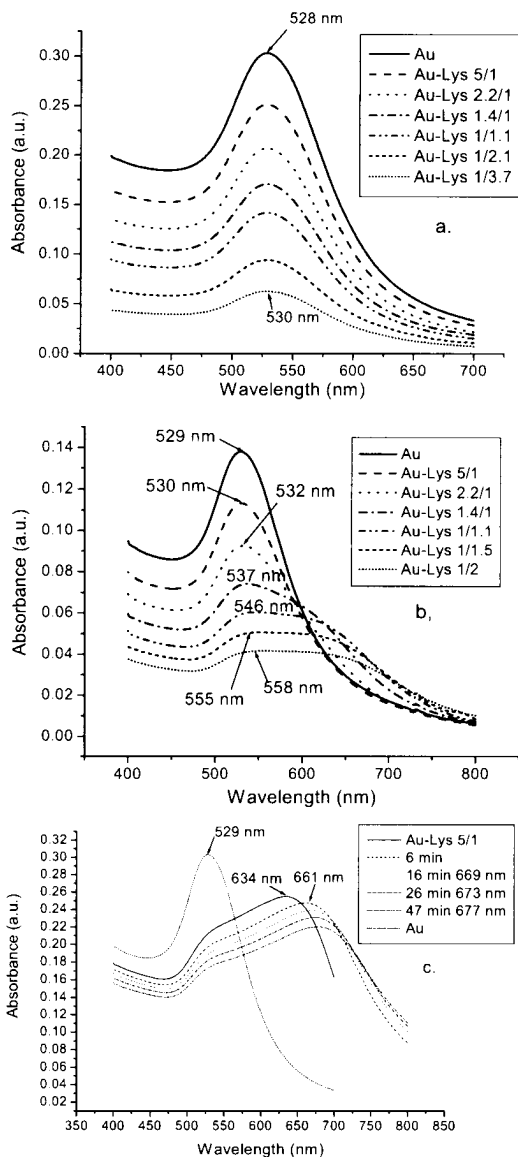 528 nm
Au
Au-Lys 5/1
Au-Lys 2.2/1
Au-Lys 1.4/1
Au-Lys 1/1.1
Au-Lys 1/2.1
Au-Lys 1/3.7
a.
530 nm
0.30
0.25
0.20
0.15
0.10
0.05
0.00
Absorbance (a.u.)
400 450 500 550 600 650 700
Wavelength (nm)
529 nm
530 nm
532 nm
537 nm
546 nm
555 nm
558 nm
Au
Au-Lys 5/1
Au-Lys 2.2/1
Au-Lys 1.4/1
Au-Lys 1/1.1
Au-Lys 1/1.5
Au-Lys 1/2
b,
0.14
0.12
0.10
0.08
0.06
0.04
0.02
0.00
Absorbance (a.u.)
400 500 600 700 800
Wavelength (nm)
529 nm
634 nm
661 nm
Au-Lys 5/1
6 min
16 min 669 nm
26 min 673 nm
47 min 677 nm
Au
c.
0.32
0.30
0.28
0.26
0.24
0.22
0.20
0.18
0.16
0.14
0.12
0.10
0.08
0.06
0.04
0.02
Absorbance (a.u.)
350 400 450 500 550 600 650 700 750 800 850
Wavelength (nm)